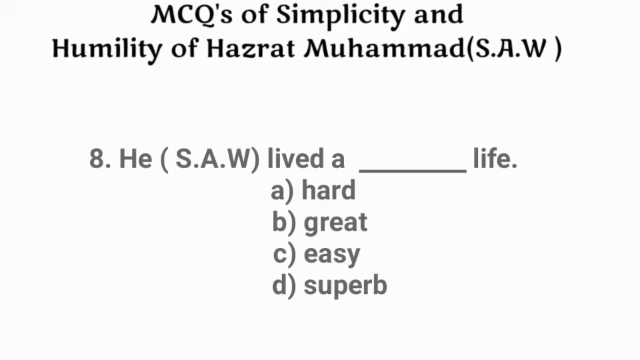 MCQ's of Simplicity and
Humility of Hazrat Muhammad(S.A.W )
8. He ( S.A.W) lived a ________ life.
a) hard
b) great
c) easy
d) superb